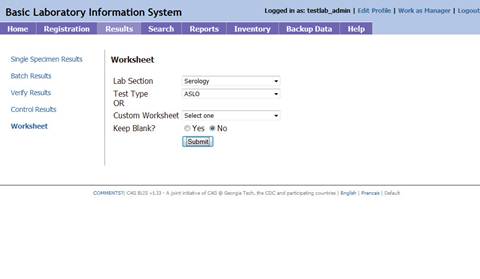 Basic Laboratory Information System
Logged in as: testlab_admin | Edit Profile | Work as Manager | Logout
Home Registration Results Search Reports Inventory Backup Data Help
Single Specimen Results
Batch Results
Verify Results
Control Results
Worksheet
Worksheet
Lab Section Serology
Test Type ASLO
OR
Custom Worksheet Select one
Keep Blank? Yes No
Submit
COMMENTS? C4G BLIS v1.33 - A joint initiative of C4G @ Georgia Tech, the CDC and participating countries | English | Francais | Default